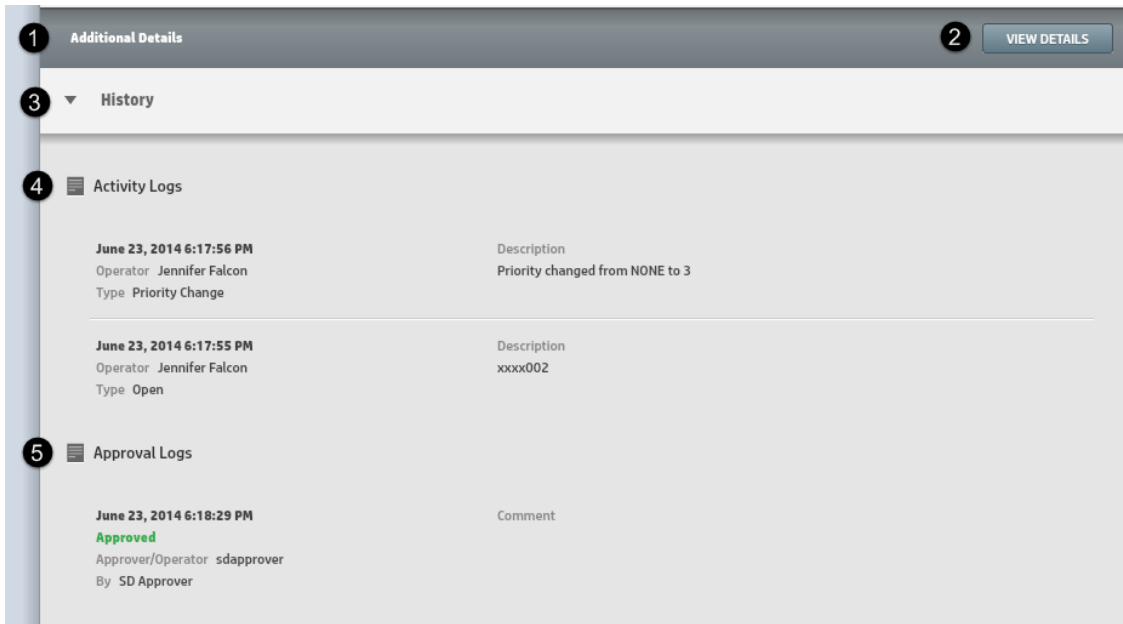 1 Additional Details 2 VIEW DETAILS
3 History
4 Activity Logs
June 23, 2014 6:17:56 PM Description
Operator Jennifer Falcon Priority changed from NONE to 3
Type Priority Change
June 23, 2014 6:17:55 PM Description
Operator Jennifer Falcon xxxx002
Type Open
5 Approval Logs
June 23, 2014 6:18:29 PM Comment
Approved
Approver/Operator sdapprover
By SD Approver